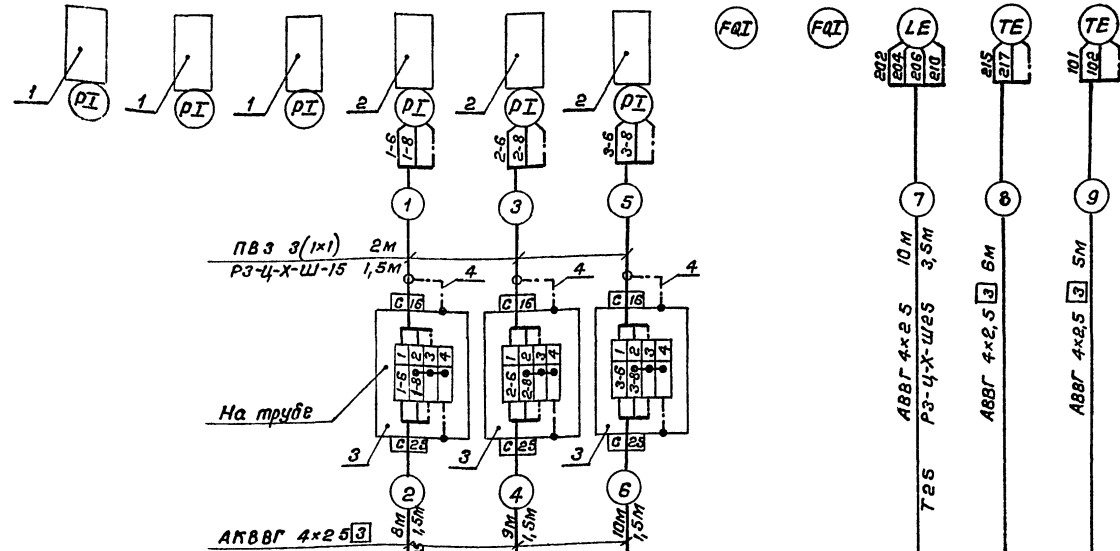 FQI FQI LE TE TE
202 204 206 210 215 217 101 102
1 1 1 2 2 2
PI PI PI PI PI PI
1-6 1-8 2-6 2-8 3-6 3-8
1 3 5 7 8 9
ПВЗ 3(1×1) 2м
РЗ-Ц-Х-Ш-15 1,5м
4 4 4
С 16 С 16 С 16
1 2 3 4 1 2 3 4 1 2 3 4
1-6 1-8 2-6 2-8 3-6 3-8
На трубе
С 25 С 25 С 25
3 3 3
2 4 6
8м 1,5м 9м 1,5м 10м 1,5м
АКВВГ 4×2 5 3
АВВГ 4×2 5 10м
Т25 РЗ-Ц-Х-Ш25 3,5м
АВВГ 4×2,5 3 6м
АВВГ 4×2,5 3 5м